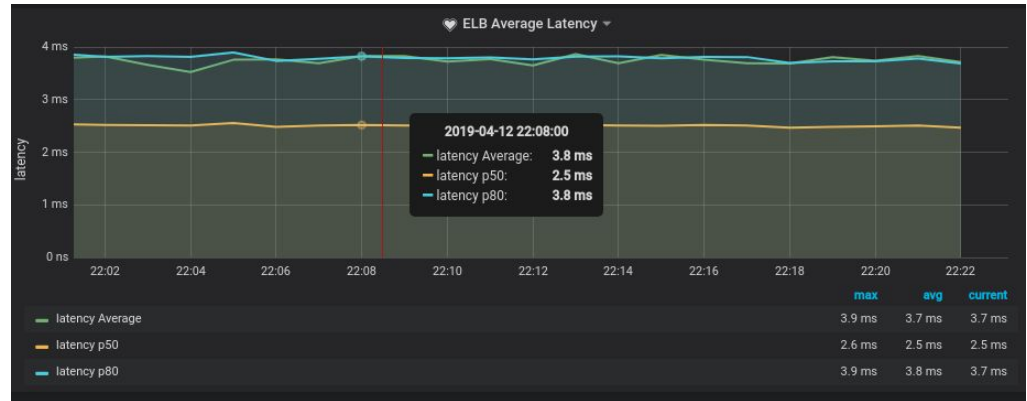 ELB Average Latency
4 ms
3 ms
2 ms
1 ms
0 ns
latency
2019-04-12 22:08:00
latency Average: 3.8 ms
latency p50: 2.5 ms
latency p80: 3.8 ms
22:02 22:04 22:06 22:08 22:10 22:12 22:14 22:16 22:18 22:20 22:22
max avg current
latency Average 3.9 ms 3.7 ms 3.7 ms
latency p50 2.6 ms 2.5 ms 2.5 ms
latency p80 3.9 ms 3.8 ms 3.7 ms